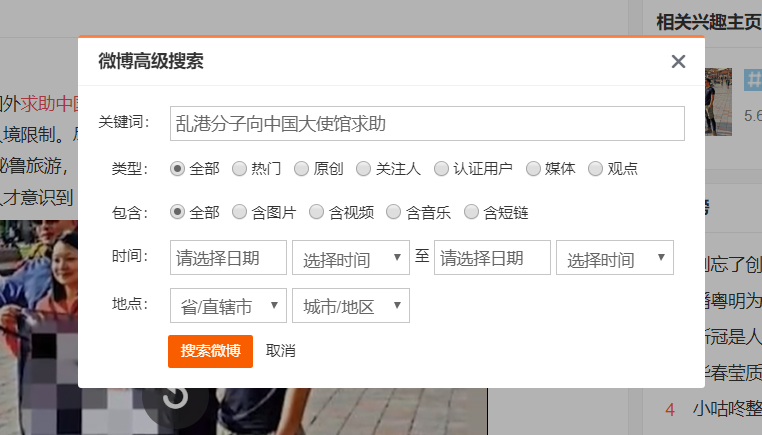 相关兴趣主页
微博高级搜索
外求助中国
5.6
关键词: 乱港分子向中国大使馆求助
境限制。
类型: 全部 热门 原创 关注人 认证用户 媒体 观点
秘鲁旅游，
才意识到
包含: 全部 含图片 含视频 含音乐 含短链
榜
时间: 请选择日期 选择时间 至 请选择日期 选择时间
别忘了创
地点: 省/直辖市 城市/地区
潘粤明为
新冠是人
搜索微博 取消
华春莹质
4 小咕咚整